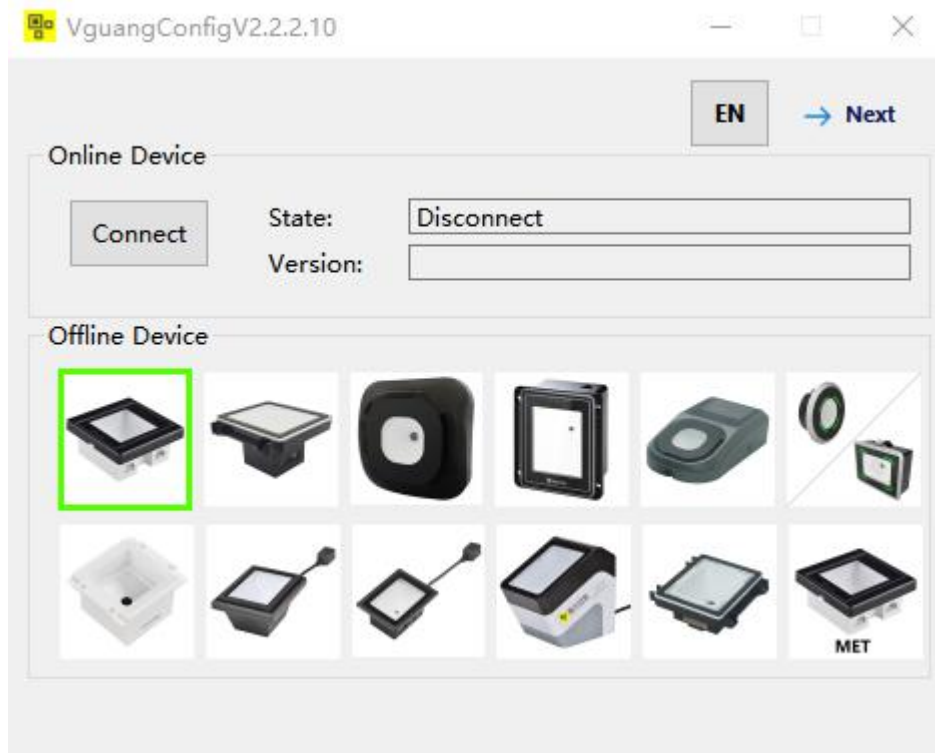 VguangConfigV2.2.2.10
EN
→ Next
Online Device
Connect
State:
Disconnect
Version:
Offline Device
MET